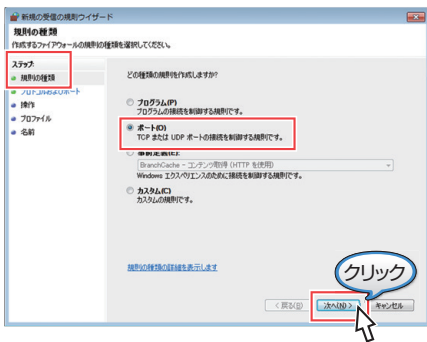 新規の受信の規則ウィザード
規則の種類
作成するファイアウォールの規則の種類を選択してください。
ステップ:
規則の種類
プロトコルおよびポート
操作
プロファイル
名前
どの種類の規則を作成しますか?
プログラム(P)
プログラムの接続を制御する規則です。
ポート(O)
TCP または UDP ポートの接続を制御する規則です。
事前定義(E):
BranchCache - コンテンツ取得 (HTTP を使用)
Windows エクスペリエンスのために接続を制御する規則です。
カスタム(C)
カスタムの規則です。
規則の種類の詳細を表示します
クリック
< 戻る(B)
次へ(N) >
キャンセル